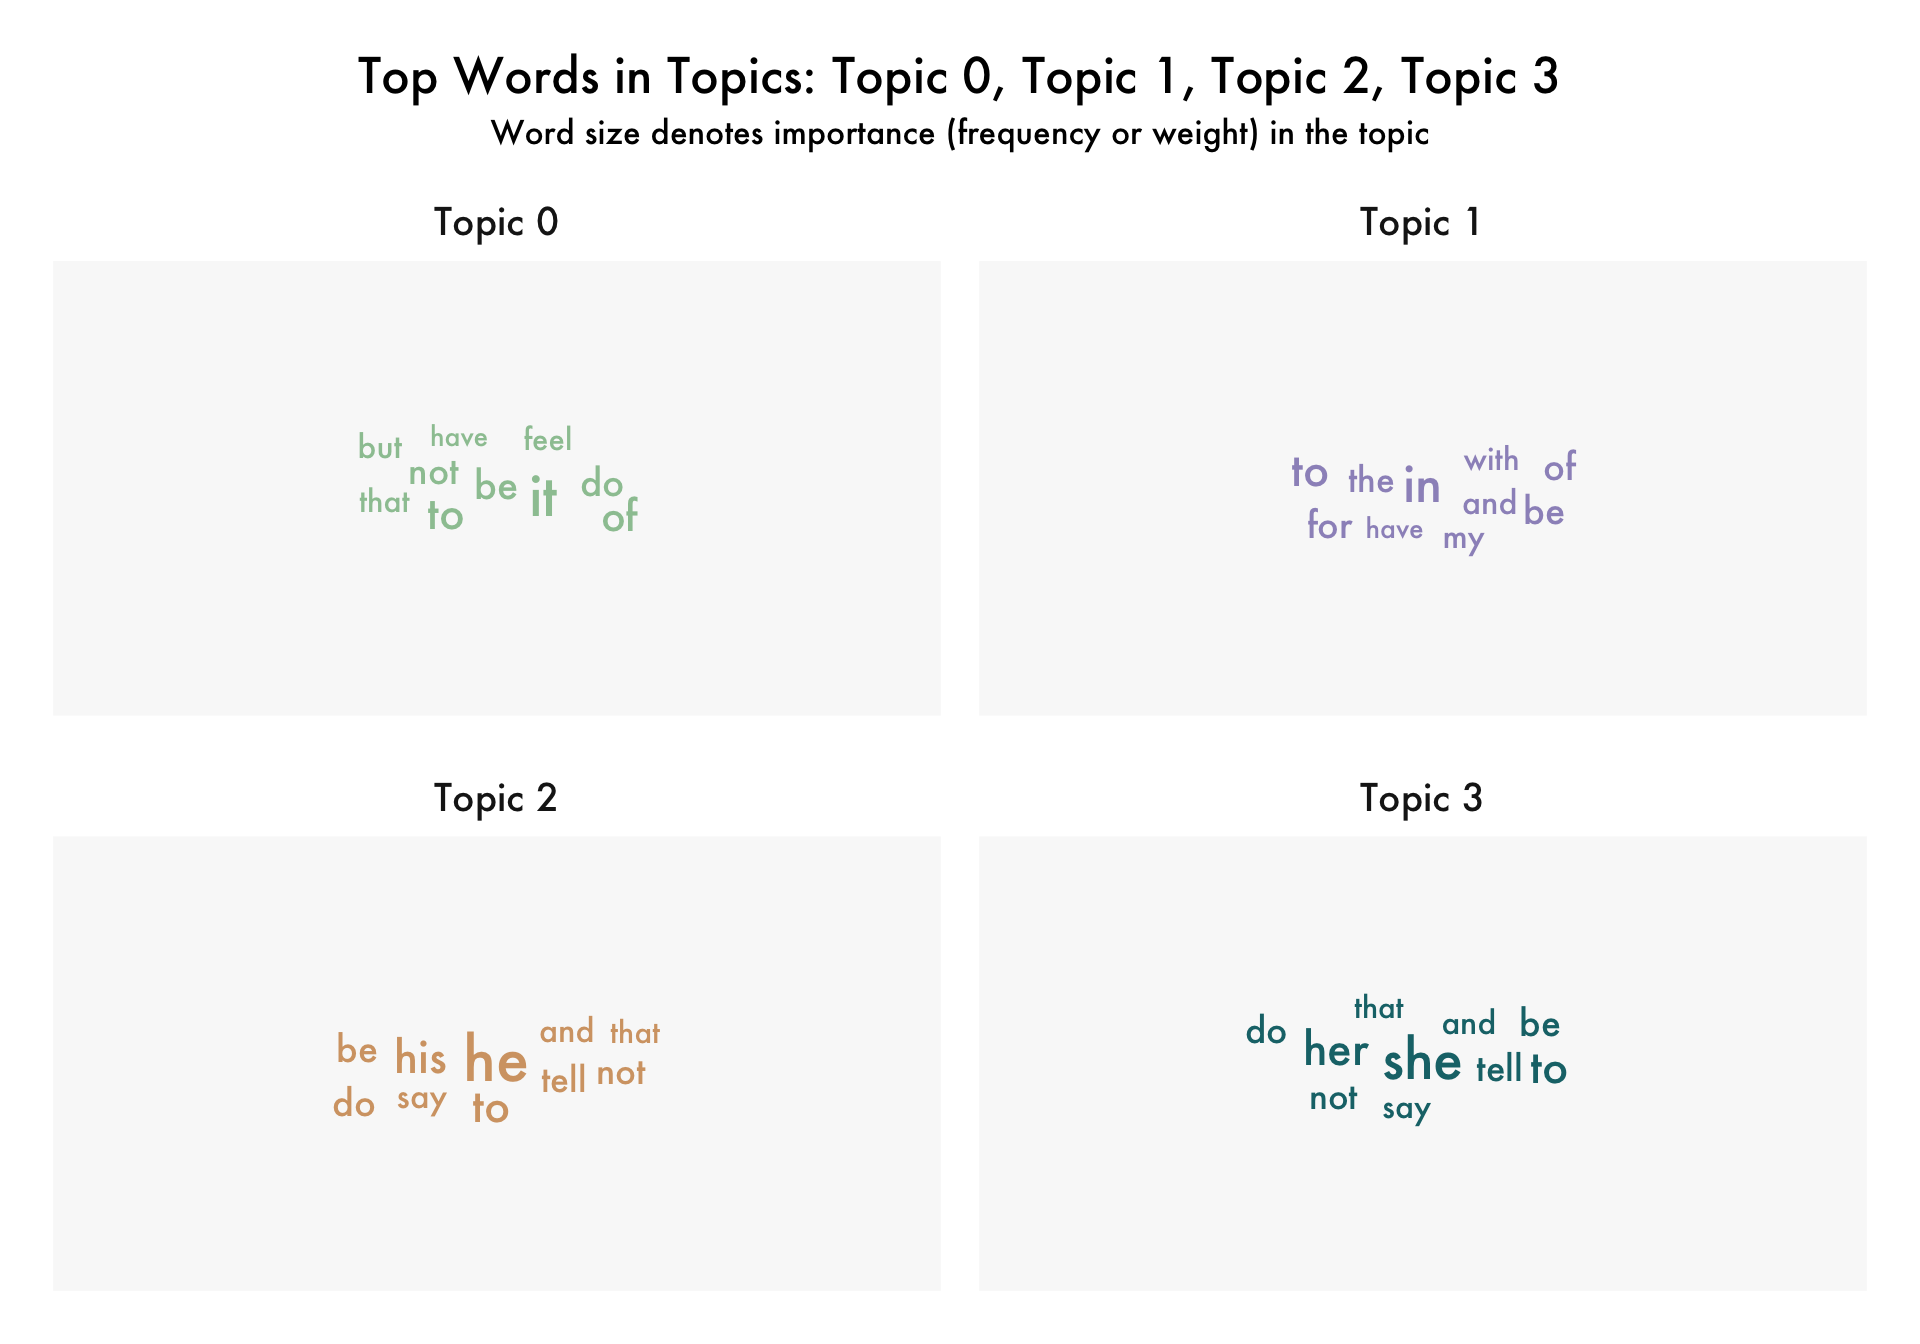 Top Words in Topics: Topic 0, Topic 1, Topic 2, Topic 3
Word size denotes importance (frequency or weight) in the topic
Topic 0
but have feel
not be it do
that to of
Topic 1
to the in with of
and be
for have my
Topic 2
be his he and that
tell not
do say to
Topic 3
that
do her she and be
tell to
not say